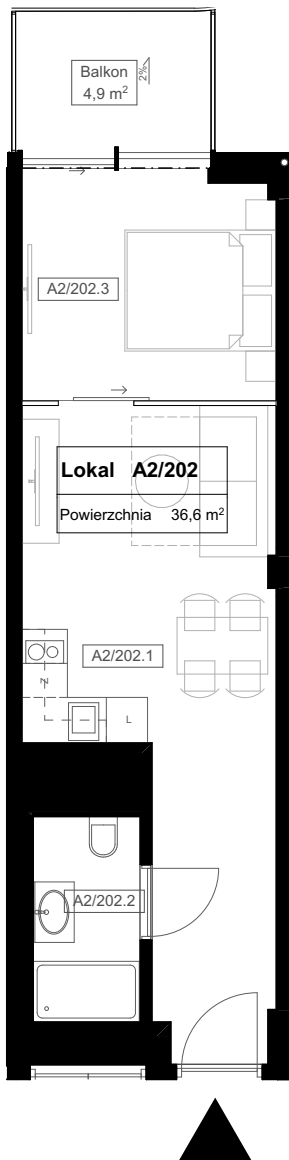 Balkon
4,9 m²
2%
A2/202.3
Lokal A2/202
Powierzchnia 36,6 m²
A2/202.1
N
L
A2/202.2